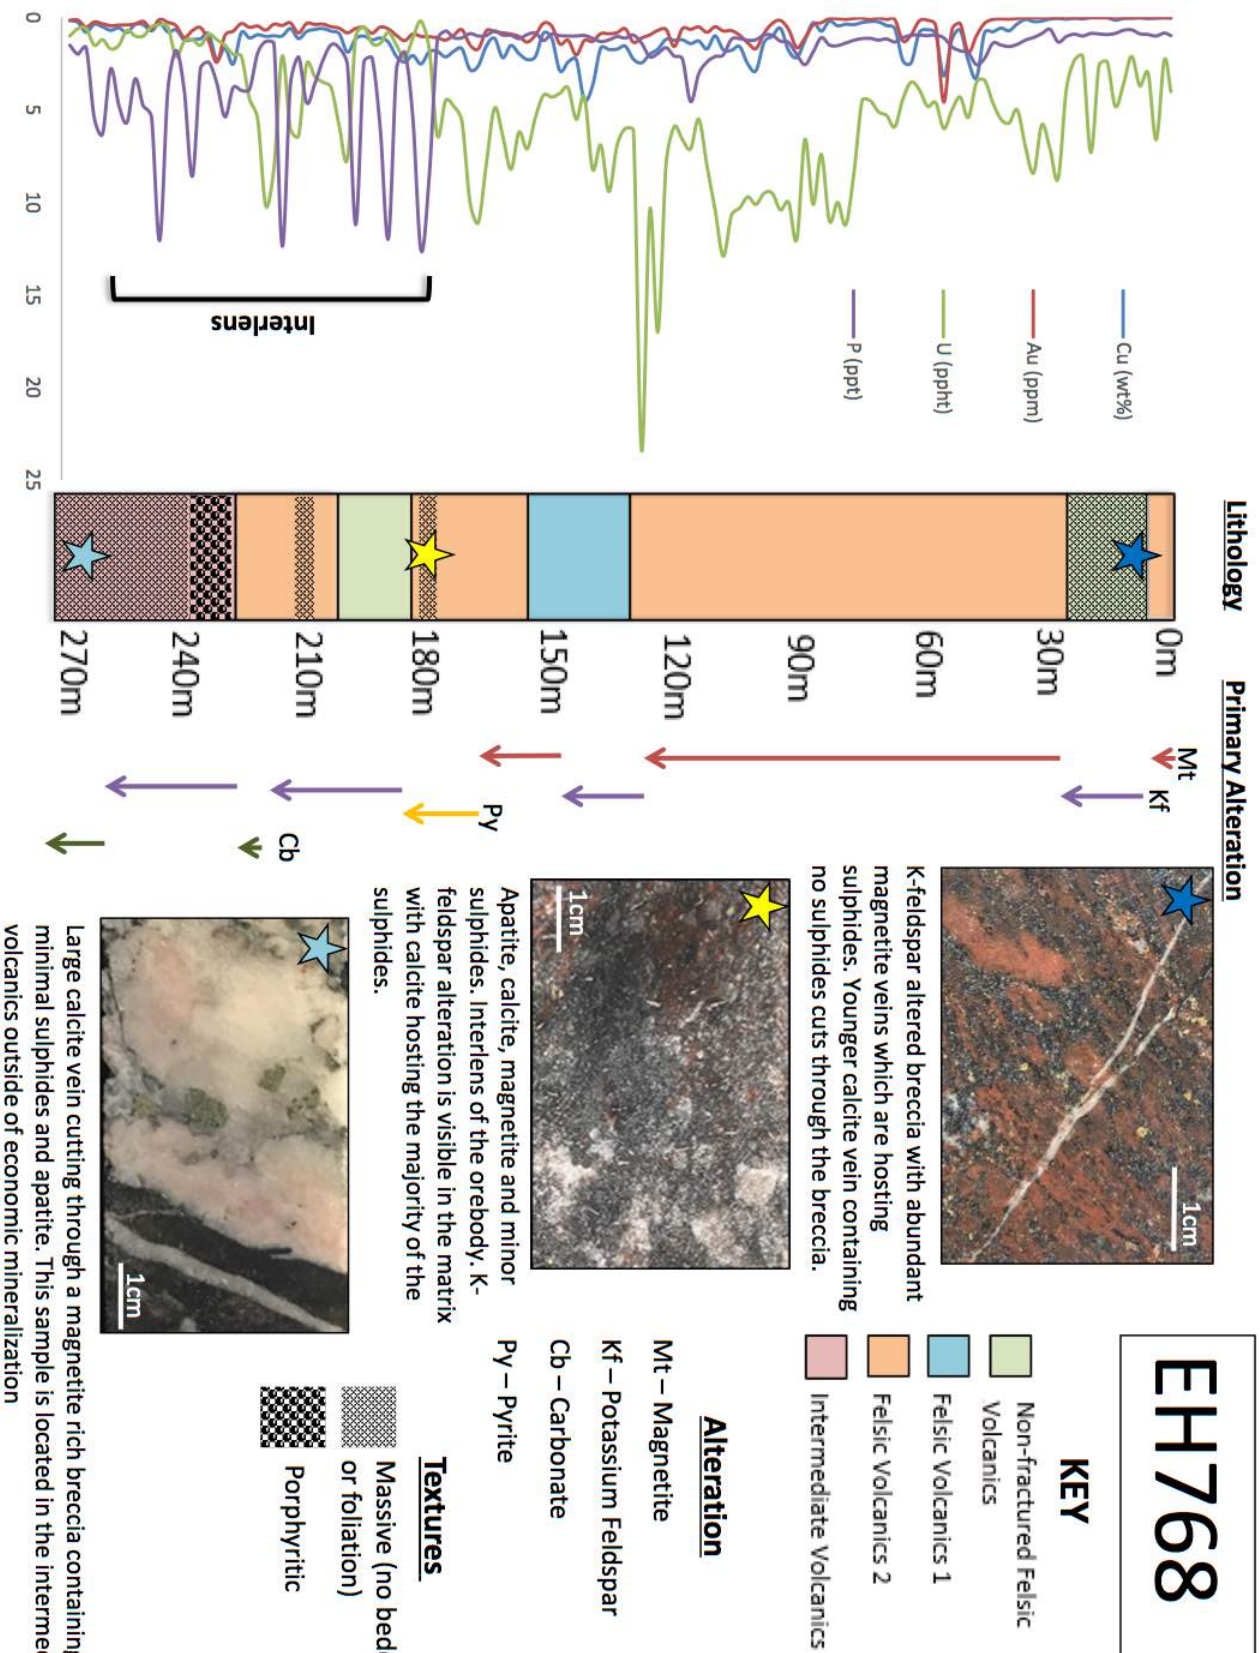 EH768
Lithology
Primary Alteration
0
5
10
15
20
25
Cu (wt%)
Au (ppm)
U (ppht)
P (ppt)
Interlens
0m
30m
60m
90m
120m
150m
180m
210m
240m
270m
Mt
Kf
Py
Cb
1cm
K-feldspar altered breccia with abundant
magnetite veins which are hosting
sulphides. Younger calcite vein containing
no sulphides cuts through the breccia.
1cm
Apatite, calcite, magnetite and minor
sulphides. Interlens of the orebody. K-
feldspar alteration is visible in the matrix
with calcite hosting the majority of the
sulphides.
1cm
Large calcite vein cutting through a magnetite rich breccia containing
minimal sulphides and apatite. This sample is located in the intermed
volcanics outside of economic mineralization
KEY
Non-fractured Felsic
Volcanics
Felsic Volcanics 1
Felsic Volcanics 2
Intermediate Volcanics
Alteration
Mt – Magnetite
Kf – Potassium Feldspar
Cb – Carbonate
Py – Pyrite
Textures
Massive (no bed
or foliation)
Porphyritic